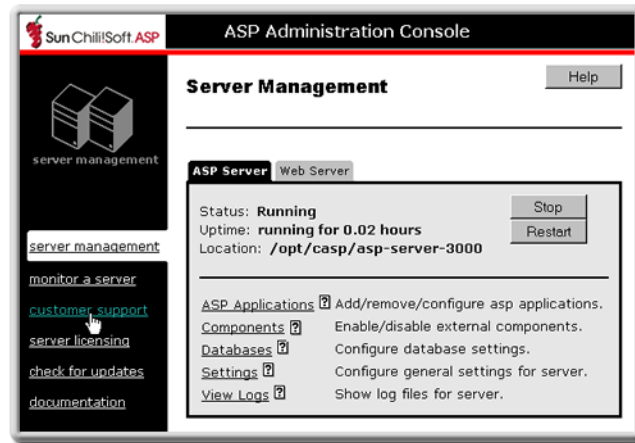 Sun Chili!Soft ASP
ASP Administration Console
Server Management
Help
server management
ASP Server
Web Server
Status: Running
Stop
Uptime: running for 0.02 hours
Restart
Location: /opt/casp/asp-server-3000
server management
monitor a server
customer support
server licensing
check for updates
documentation
ASP Applications ? Add/remove/configure asp applications.
Components ? Enable/disable external components.
Databases ? Configure database settings.
Settings ? Configure general settings for server.
View Logs ? Show log files for server.